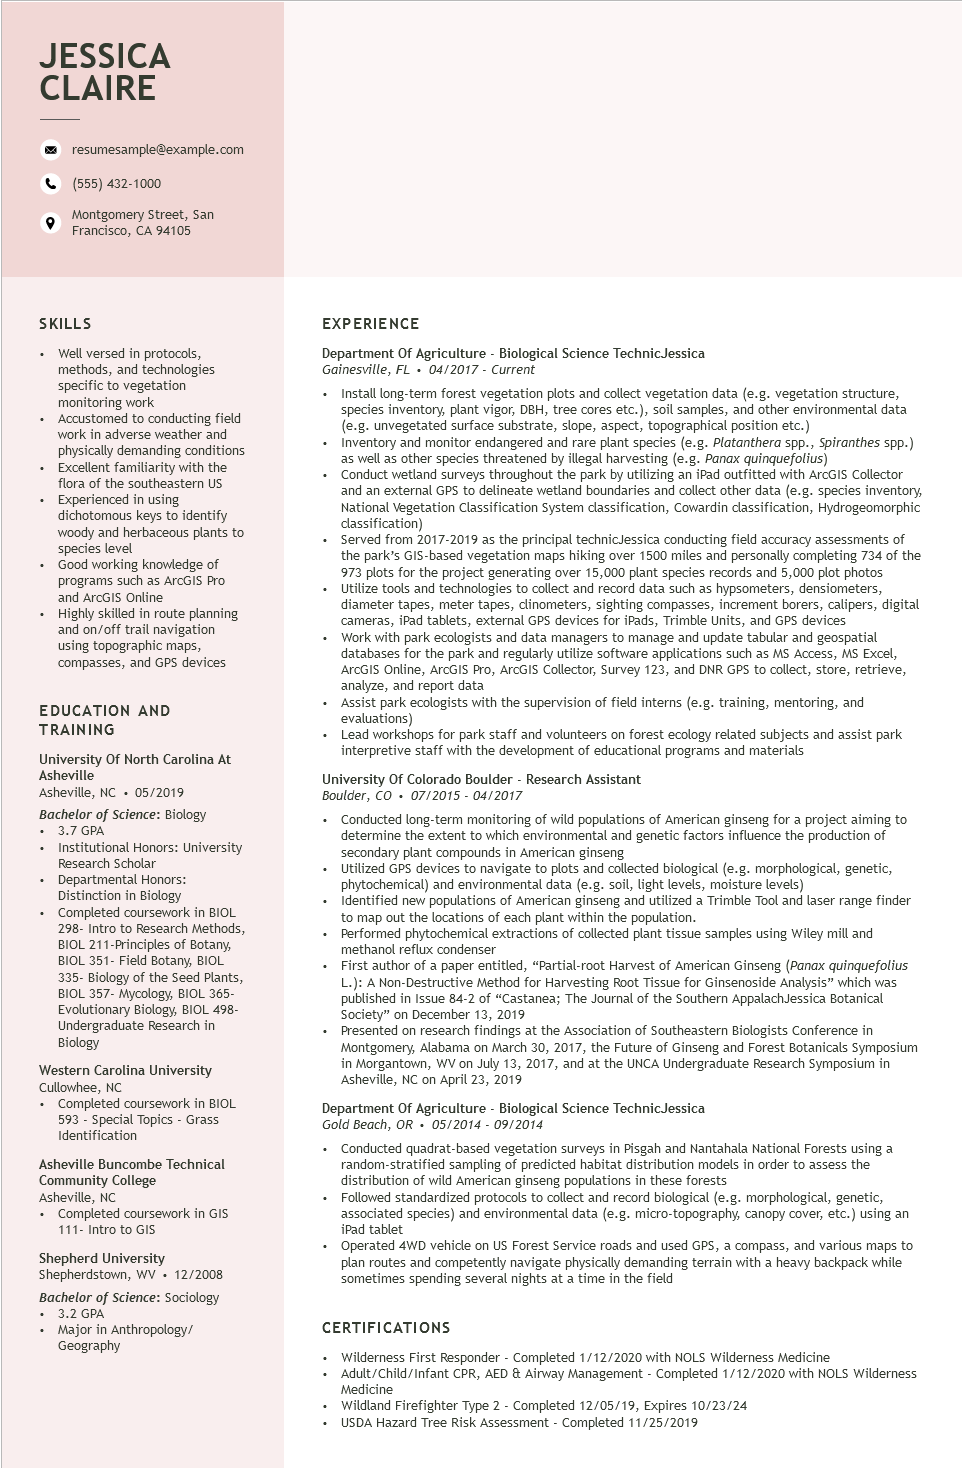 JESSICA
CLAIRE
resumesample@example.com
(555) 432-1000
Montgomery Street, San
Francisco, CA 94105
SKILLS
• Well versed in protocols,
methods, and technologies
specific to vegetation
monitoring work
• Accustomed to conducting field
work in adverse weather and
physically demanding conditions
• Excellent familiarity with the
flora of the southeastern US
• Experienced in using
dichotomous keys to identify
woody and herbaceous plants to
species level
• Good working knowledge of
programs such as ArcGIS Pro
and ArcGIS Online
• Highly skilled in route planning
and on/off trail navigation
using topographic maps,
compasses, and GPS devices
EDUCATION AND
TRAINING
University Of North Carolina At
Asheville
Asheville, NC • 05/2019
Bachelor of Science: Biology
• 3.7 GPA
• Institutional Honors: University
Research Scholar
• Departmental Honors:
Distinction in Biology
• Completed coursework in BIOL
298- Intro to Research Methods,
BIOL 211-Principles of Botany,
BIOL 351- Field Botany, BIOL
335- Biology of the Seed Plants,
BIOL 357- Mycology, BIOL 365-
Evolutionary Biology, BIOL 498-
Undergraduate Research in
Biology
Western Carolina University
Cullowhee, NC
• Completed coursework in BIOL
593 - Special Topics - Grass
Identification
Asheville Buncombe Technical
Community College
Asheville, NC
• Completed coursework in GIS
111- Intro to GIS
Shepherd University
Shepherdstown, WV • 12/2008
Bachelor of Science: Sociology
• 3.2 GPA
• Major in Anthropology/
Geography
EXPERIENCE
Department Of Agriculture - Biological Science TechnicJessica
Gainesville, FL • 04/2017 - Current
• Install long-term forest vegetation plots and collect vegetation data (e.g. vegetation structure,
species inventory, plant vigor, DBH, tree cores etc.), soil samples, and other environmental data
(e.g. unvegetated surface substrate, slope, aspect, topographical position etc.)
• Inventory and monitor endangered and rare plant species (e.g. Platanthera spp., Spiranthes spp.)
as well as other species threatened by illegal harvesting (e.g. Panax quinquefolius)
• Conduct wetland surveys throughout the park by utilizing an iPad outfitted with ArcGIS Collector
and an external GPS to delineate wetland boundaries and collect other data (e.g. species inventory,
National Vegetation Classification System classification, Cowardin classification, Hydrogeomorphic
classification)
• Served from 2017-2019 as the principal technicJessica conducting field accuracy assessments of
the park’s GIS-based vegetation maps hiking over 1500 miles and personally completing 734 of the
973 plots for the project generating over 15,000 plant species records and 5,000 plot photos
• Utilize tools and technologies to collect and record data such as hypsometers, densiometers,
diameter tapes, meter tapes, clinometers, sighting compasses, increment borers, calipers, digital
cameras, iPad tablets, external GPS devices for iPads, Trimble Units, and GPS devices
• Work with park ecologists and data managers to manage and update tabular and geospatial
databases for the park and regularly utilize software applications such as MS Access, MS Excel,
ArcGIS Online, ArcGIS Pro, ArcGIS Collector, Survey 123, and DNR GPS to collect, store, retrieve,
analyze, and report data
• Assist park ecologists with the supervision of field interns (e.g. training, mentoring, and
evaluations)
• Lead workshops for park staff and volunteers on forest ecology related subjects and assist park
interpretive staff with the development of educational programs and materials
University Of Colorado Boulder - Research Assistant
Boulder, CO • 07/2015 - 04/2017
• Conducted long-term monitoring of wild populations of American ginseng for a project aiming to
determine the extent to which environmental and genetic factors influence the production of
secondary plant compounds in American ginseng
• Utilized GPS devices to navigate to plots and collected biological (e.g. morphological, genetic,
phytochemical) and environmental data (e.g. soil, light levels, moisture levels)
• Identified new populations of American ginseng and utilized a Trimble Tool and laser range finder
to map out the locations of each plant within the population.
• Performed phytochemical extractions of collected plant tissue samples using Wiley mill and
methanol reflux condenser
• First author of a paper entitled, “Partial-root Harvest of American Ginseng (Panax quinquefolius
L.): A Non-Destructive Method for Harvesting Root Tissue for Ginsenoside Analysis” which was
published in Issue 84-2 of “Castanea; The Journal of the Southern AppalachJessica Botanical
Society” on December 13, 2019
• Presented on research findings at the Association of Southeastern Biologists Conference in
Montgomery, Alabama on March 30, 2017, the Future of Ginseng and Forest Botanicals Symposium
in Morgantown, WV on July 13, 2017, and at the UNCA Undergraduate Research Symposium in
Asheville, NC on April 23, 2019
Department Of Agriculture - Biological Science TechnicJessica
Gold Beach, OR • 05/2014 - 09/2014
• Conducted quadrat-based vegetation surveys in Pisgah and Nantahala National Forests using a
random-stratified sampling of predicted habitat distribution models in order to assess the
distribution of wild American ginseng populations in these forests
• Followed standardized protocols to collect and record biological (e.g. morphological, genetic,
associated species) and environmental data (e.g. micro-topography, canopy cover, etc.) using an
iPad tablet
• Operated 4WD vehicle on US Forest Service roads and used GPS, a compass, and various maps to
plan routes and competently navigate physically demanding terrain with a heavy backpack while
sometimes spending several nights at a time in the field
CERTIFICATIONS
• Wilderness First Responder - Completed 1/12/2020 with NOLS Wilderness Medicine
• Adult/Child/Infant CPR, AED & Airway Management - Completed 1/12/2020 with NOLS Wilderness
Medicine
• Wildland Firefighter Type 2 - Completed 12/05/19, Expires 10/23/24
• USDA Hazard Tree Risk Assessment - Completed 11/25/2019